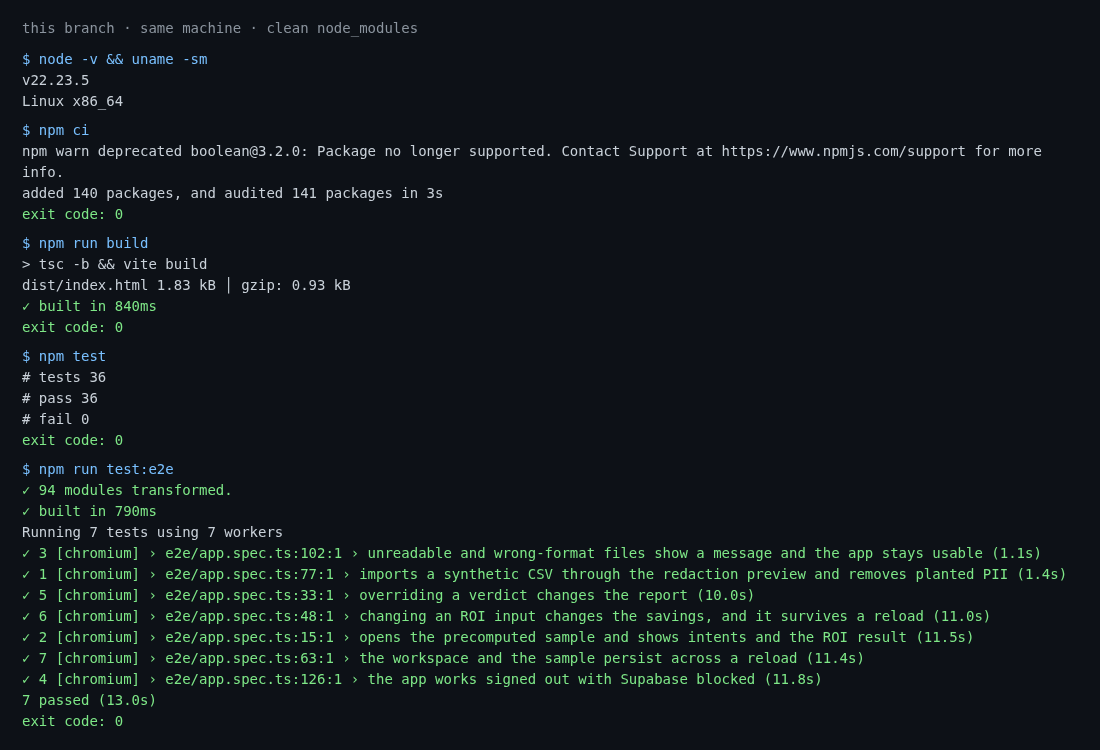 this branch · same machine · clean node_modules
$ node -v && uname -sm
v22.23.5
Linux x86_64
$ npm ci
npm warn deprecated boolean@3.2.0: Package no longer supported. Contact Support at https://www.npmjs.com/support for more
info.
added 140 packages, and audited 141 packages in 3s
exit code: 0
$ npm run build
> tsc -b && vite build
dist/index.html 1.83 kB │ gzip: 0.93 kB
✓ built in 840ms
exit code: 0
$ npm test
# tests 36
# pass 36
# fail 0
exit code: 0
$ npm run test:e2e
✓ 94 modules transformed.
✓ built in 790ms
Running 7 tests using 7 workers
✓ 3 [chromium] › e2e/app.spec.ts:102:1 › unreadable and wrong-format files show a message and the app stays usable (1.1s)
✓ 1 [chromium] › e2e/app.spec.ts:77:1 › imports a synthetic CSV through the redaction preview and removes planted PII (1.4s)
✓ 5 [chromium] › e2e/app.spec.ts:33:1 › overriding a verdict changes the report (10.0s)
✓ 6 [chromium] › e2e/app.spec.ts:48:1 › changing an ROI input changes the savings, and it survives a reload (11.0s)
✓ 2 [chromium] › e2e/app.spec.ts:15:1 › opens the precomputed sample and shows intents and the ROI result (11.5s)
✓ 7 [chromium] › e2e/app.spec.ts:63:1 › the workspace and the sample persist across a reload (11.4s)
✓ 4 [chromium] › e2e/app.spec.ts:126:1 › the app works signed out with Supabase blocked (11.8s)
7 passed (13.0s)
exit code: 0